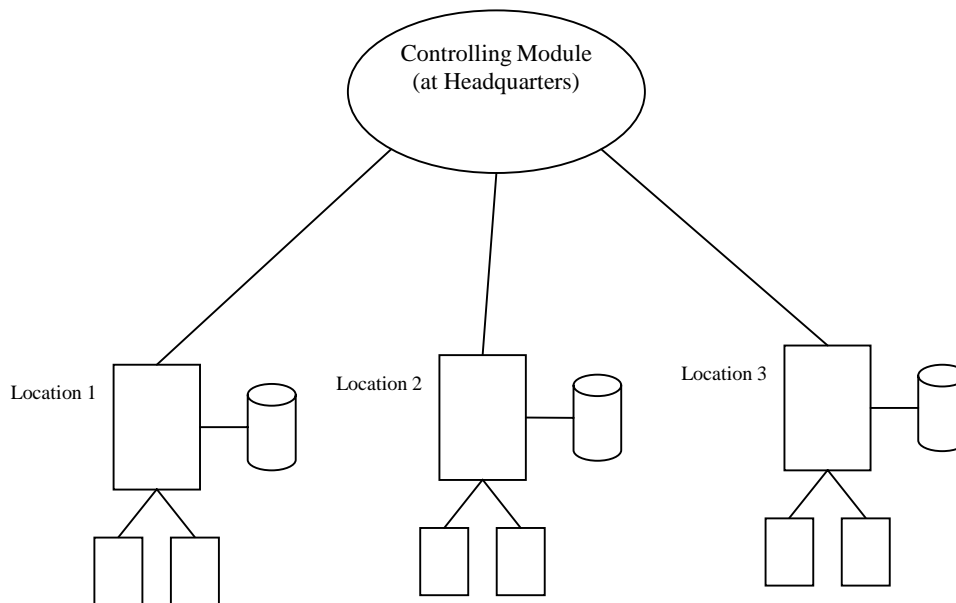 Controlling Module
(at Headquarters)
Location 1
Location 2
Location 3